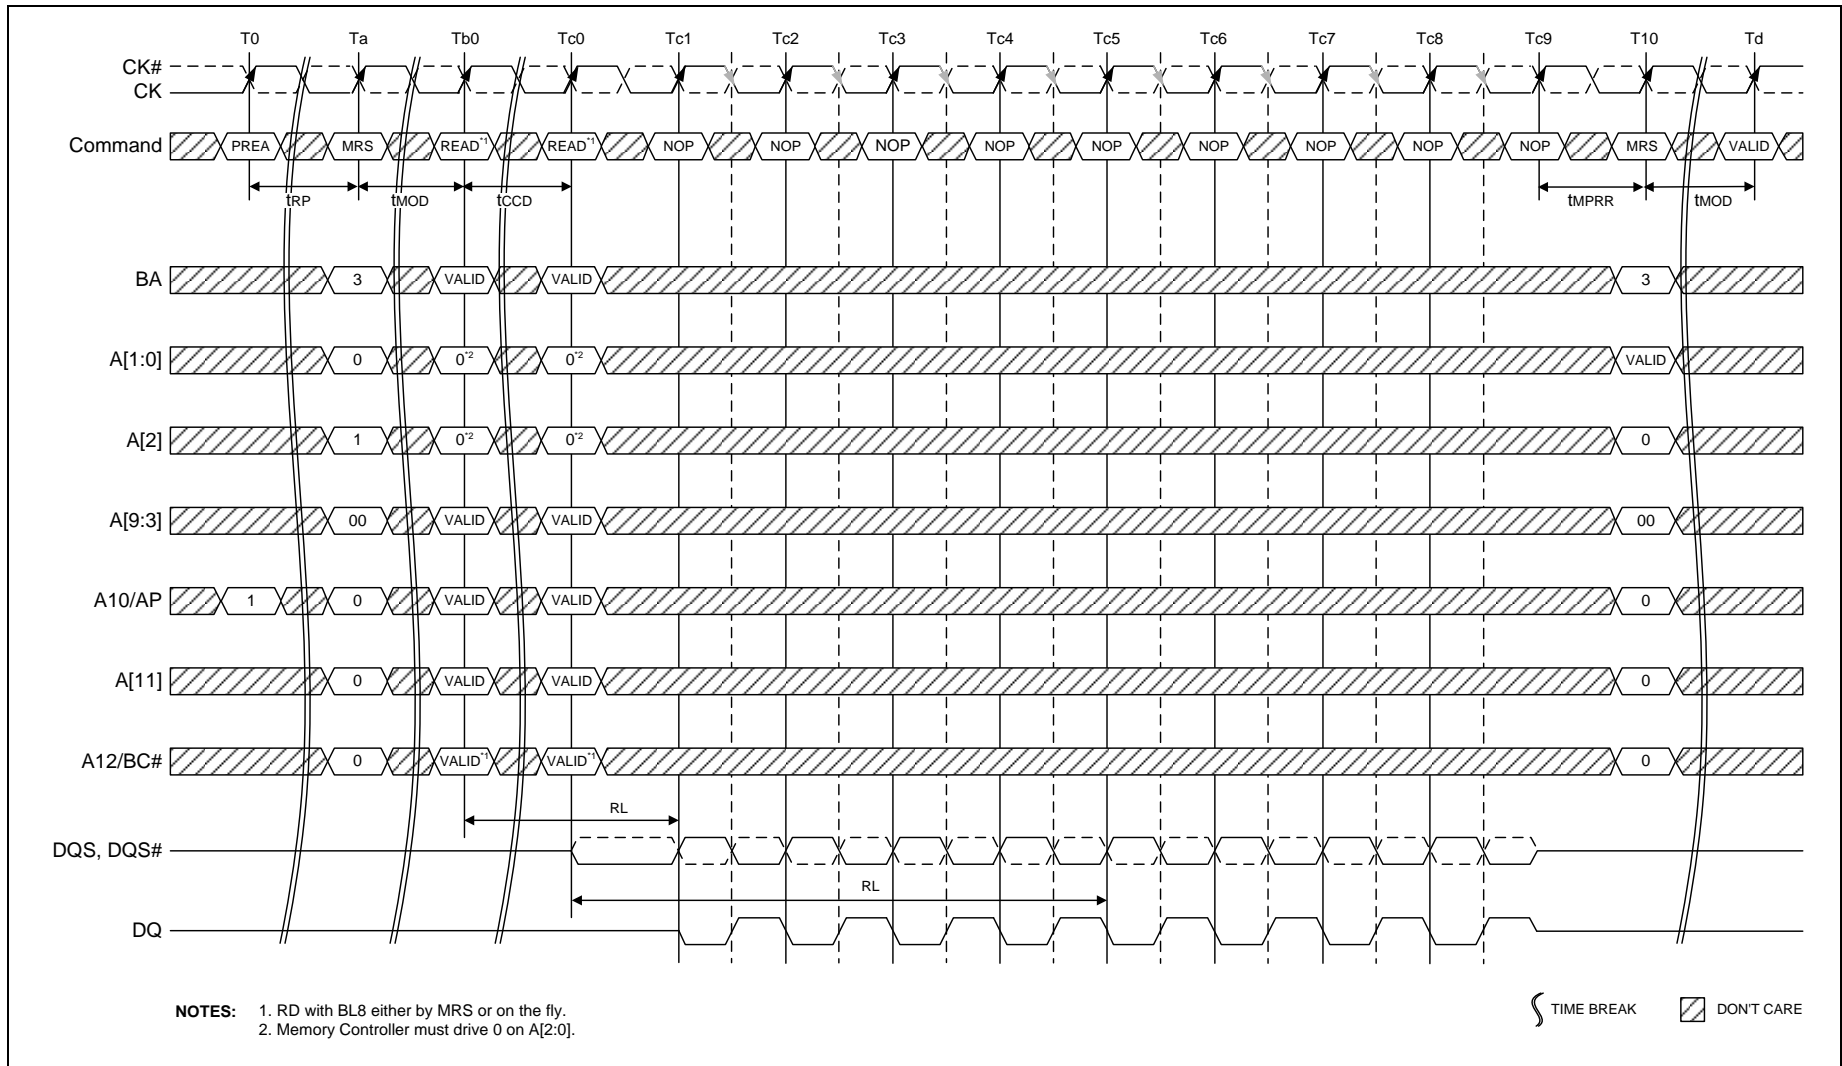 T0 Ta Tb0 Tc0 Tc1 Tc2 Tc3 Tc4 Tc5 Tc6 Tc7 Tc8 Tc9 T10 Td
CK#
CK
Command PREA MRS READ*1 READ*1 NOP NOP NOP NOP NOP NOP NOP NOP NOP MRS VALID
tRP tMOD tCCD tMPRR tMOD
BA 3 VALID VALID 3
A[1:0] 0 0*2 0*2 VALID
A[2] 1 0*2 0*2 0
A[9:3] 00 VALID VALID 00
A10/AP 1 0 VALID VALID 0
A[11] 0 VALID VALID 0
A12/BC# 0 VALID*1 VALID*1 0
RL
DQS, DQS#
RL
DQ
NOTES: 1. RD with BL8 either by MRS or on the fly.
2. Memory Controller must drive 0 on A[2:0].
TIME BREAK DON'T CARE